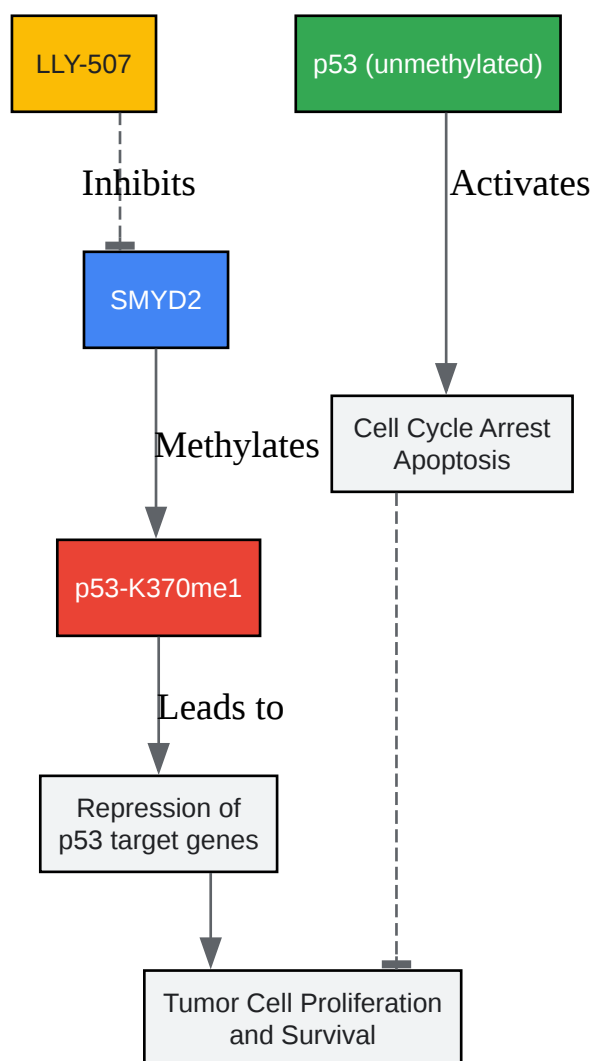 LLY-507
p53 (unmethylated)
Inhibits
Activates
SMYD2
Cell Cycle Arrest
Apoptosis
Methylates
p53-K370me1
Leads to
Repression of
p53 target genes
Tumor Cell Proliferation
and Survival